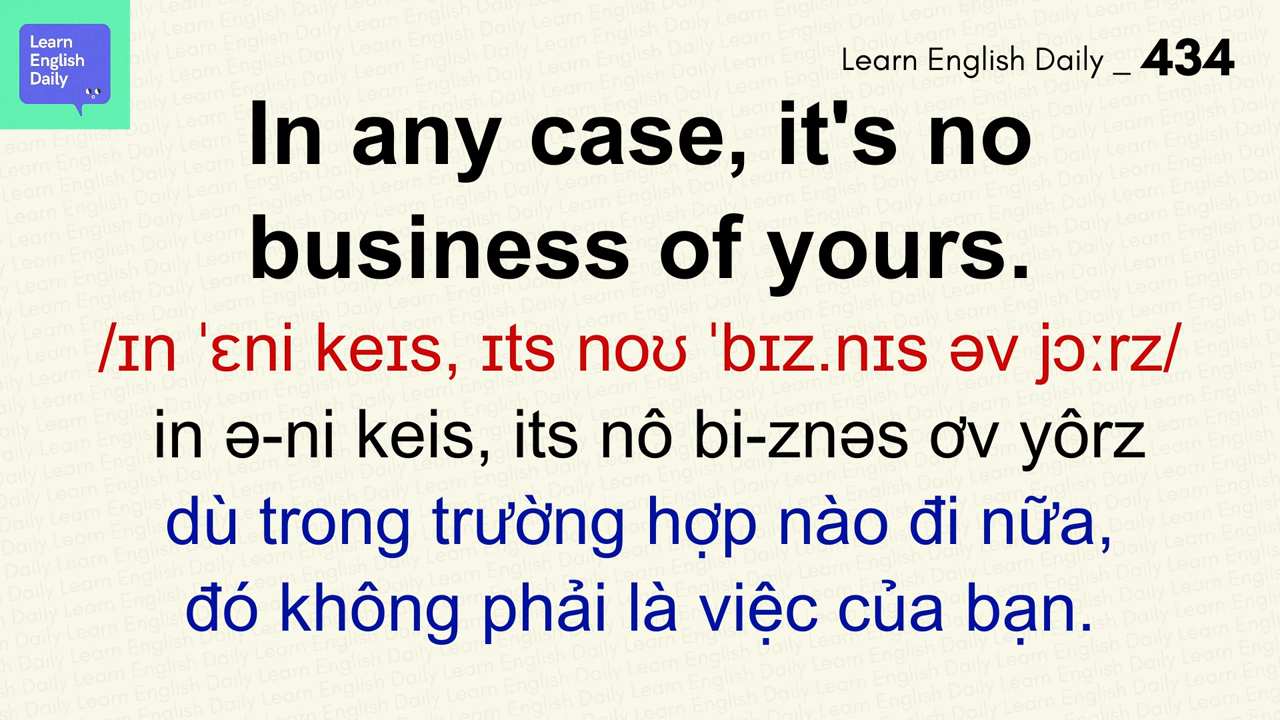 Learn
English
Daily
Learn English Daily _ 434
In any case, it's no
business of yours.
/ɪn ˈɛni keɪs, ɪts noʊ ˈbɪz.nɪs əv jɔːrz/
in ə-ni keis, its nô bi-znəs ơv yôrz
dù trong trường hợp nào đi nữa,
đó không phải là việc của bạn.